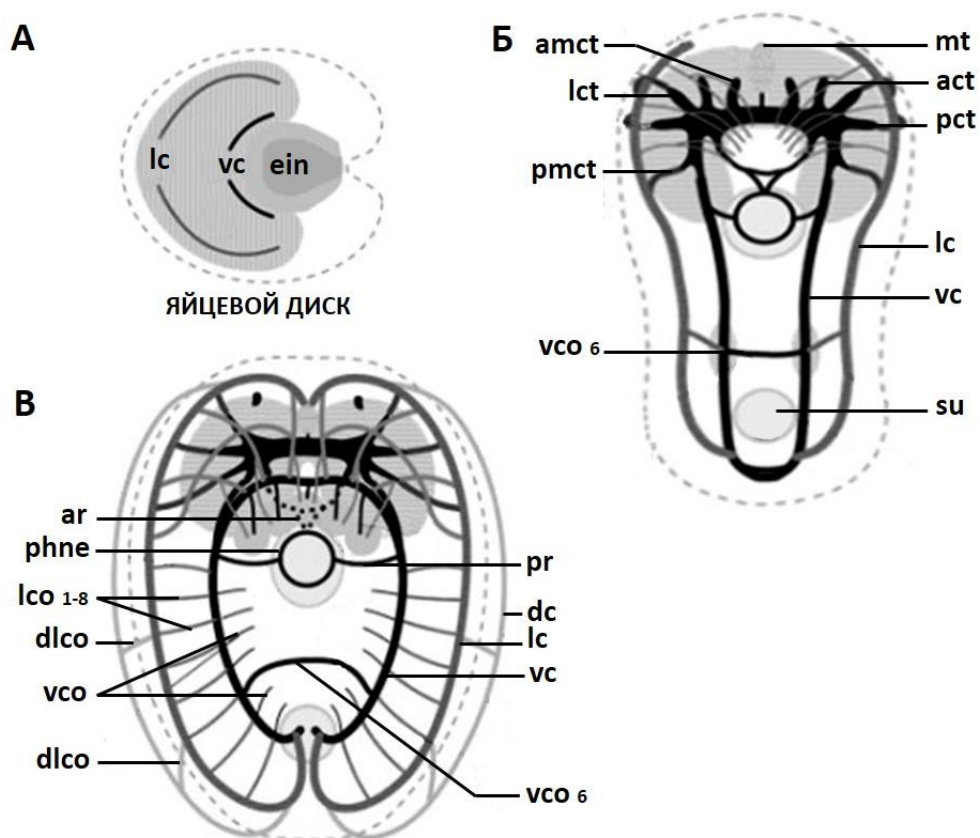 А
lc vc ein
ЯЙЦЕВОЙ ДИСК
Б
amct
lct
pmct
vco 6
mt
act
pct
lc
vc
su
В
ar
phne
lco 1-8
dlco
vco
dlco
pr
dc
lc
vc
vco 6